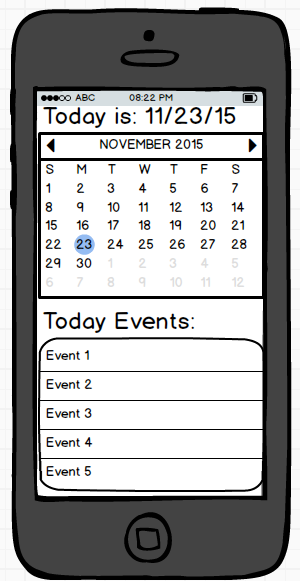 ABC 08:22 PM
Today is: 11/23/15
NOVEMBER 2015
S M T W T F S
1 2 3 4 5 6 7
8 9 10 11 12 13 14
15 16 17 18 19 20 21
22 23 24 25 26 27 28
29 30 1 2 3 4 5
6 7 8 9 10 11 12
Today Events:
Event 1
Event 2
Event 3
Event 4
Event 5